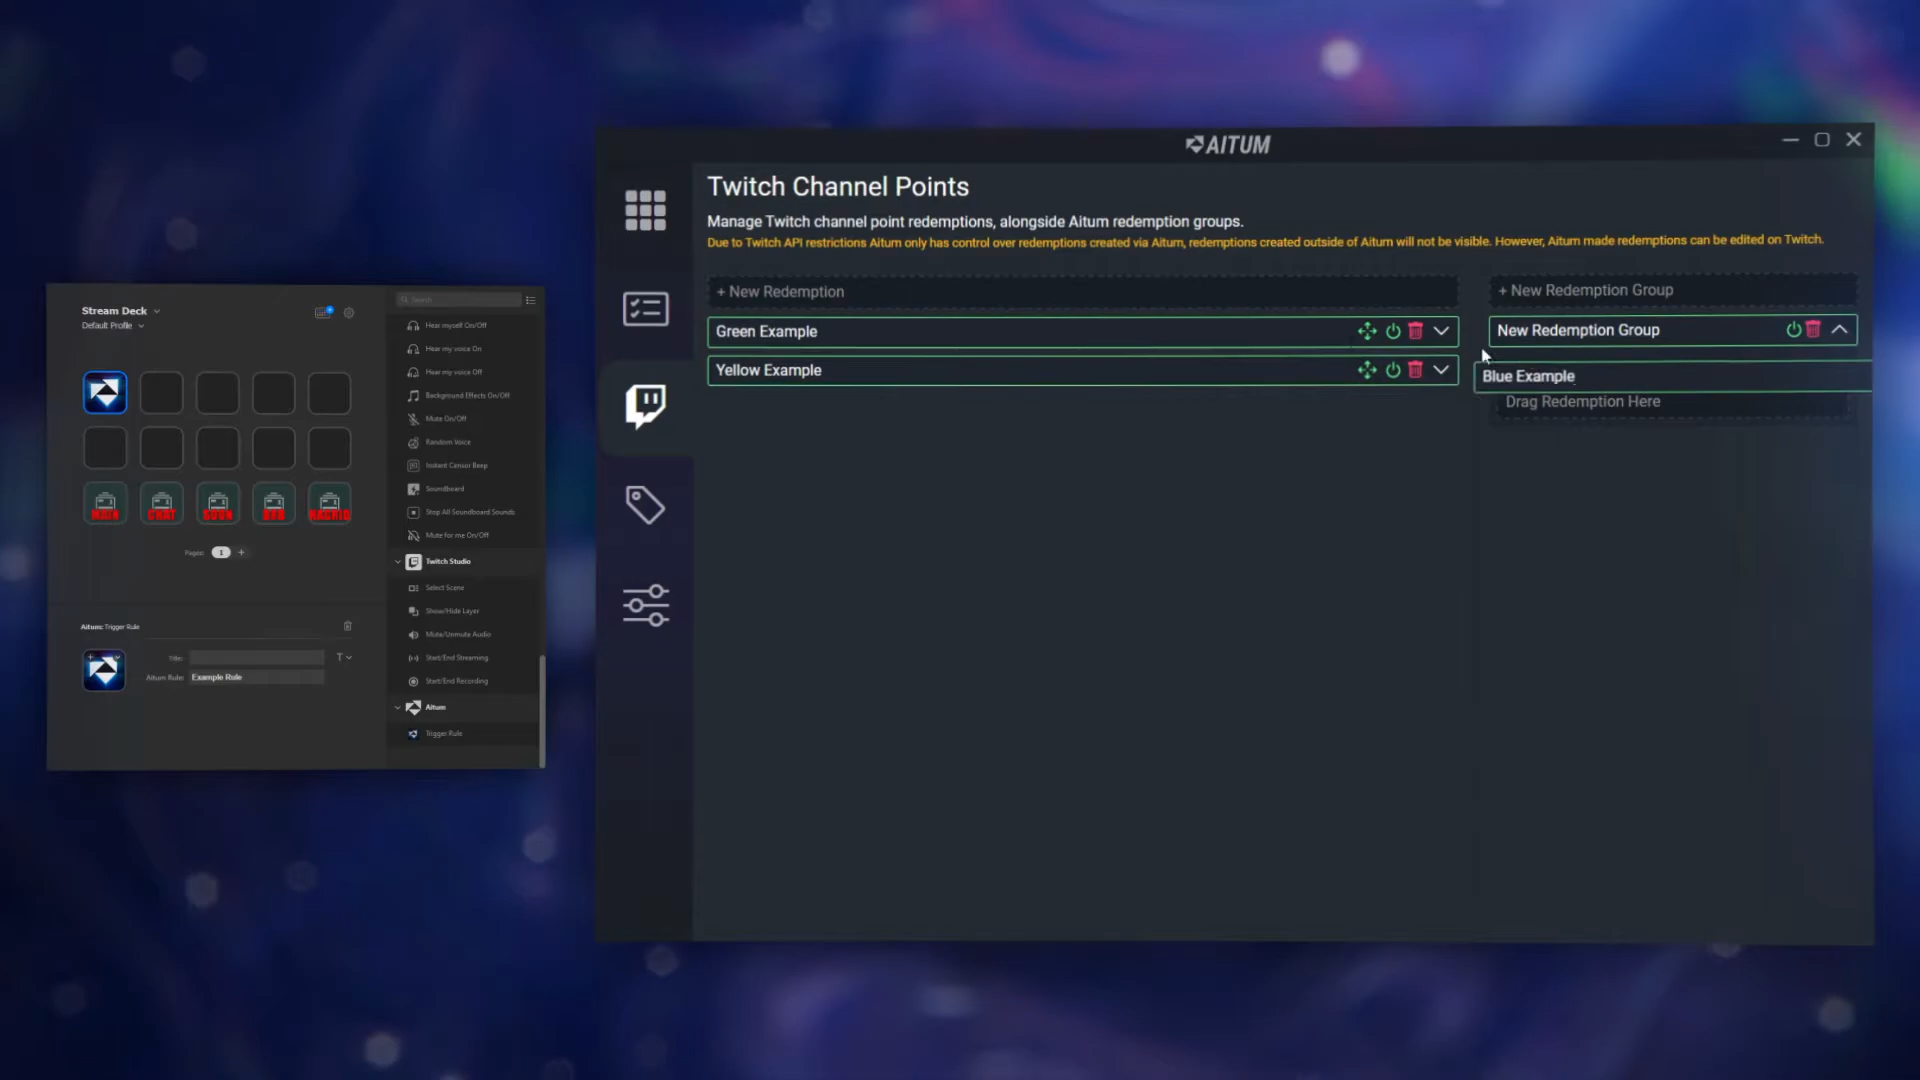 Stream Deck
Default Profile
MAIN
CHAT
Pages:
1
+
Aitum: Trigger Rule
Title:
T
Aitum Rule:
Example Rule
Search
Hear myself On/Off
Hear my voice On
Hear my voice Off
Background Effects On/Off
Mute On/Off
Random Voice
Instant Censor Beep
Soundboard
Stop All Soundboard Sounds
Mute for me On/Off
Twitch Studio
Select Scene
Show/Hide Layer
Mute/Unmute Audio
Start/End Streaming
Start/End Recording
Aitum
Trigger Rule
AITUM
Twitch Channel Points
Manage Twitch channel point redemptions, alongside Aitum redemption groups.
Due to Twitch API restrictions Aitum only has control over redemptions created via Aitum, redemptions created outside of Aitum will not be visible. However, Aitum made redemptions can be edited on Twitch.
+ New Redemption
Green Example
Yellow Example
+ New Redemption Group
New Redemption Group
Blue Example
Drag Redemption Here